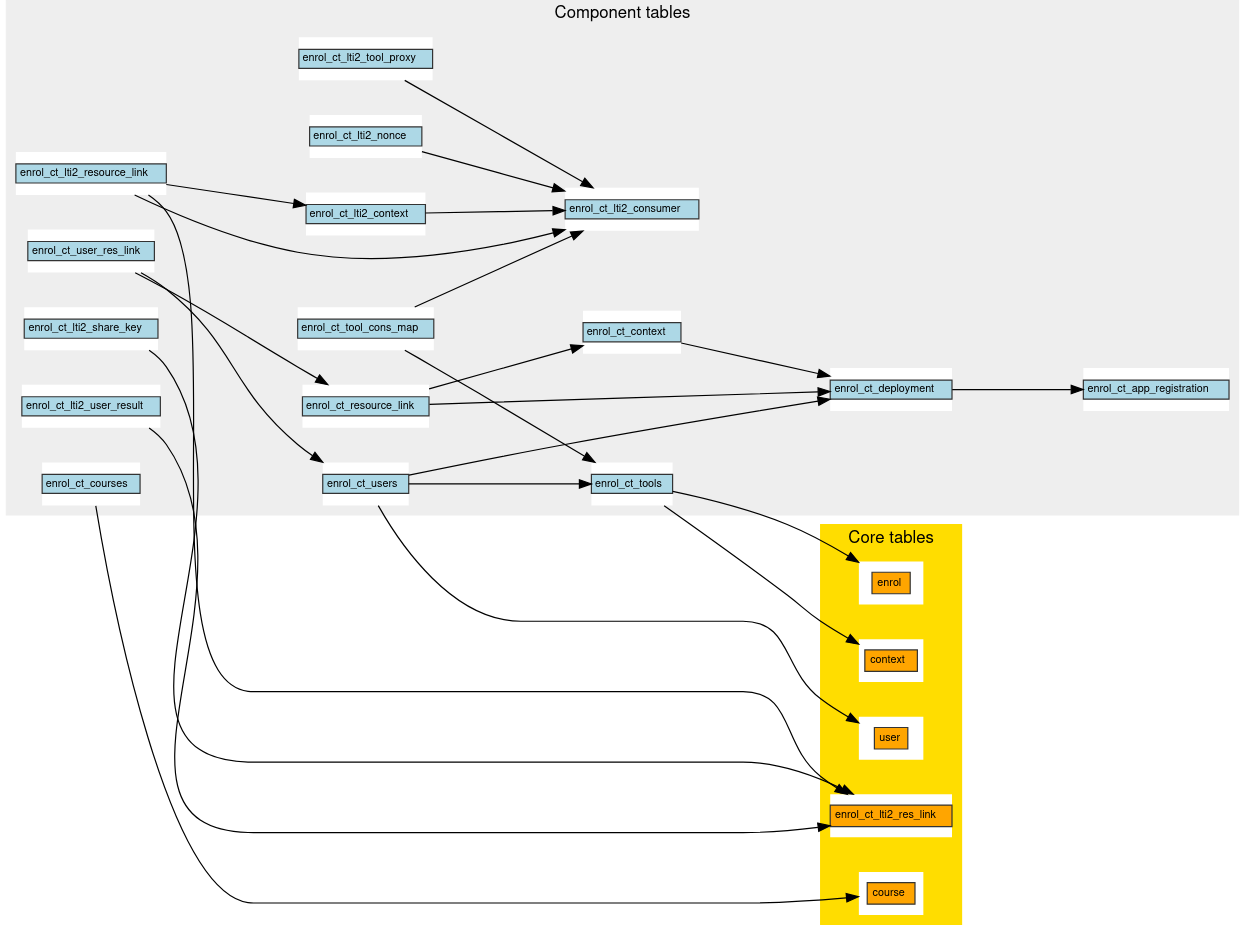 Component tables
enrol_ct_lti2_tool_proxy
enrol_ct_lti2_nonce
enrol_ct_lti2_resource_link
enrol_ct_lti2_context
enrol_ct_lti2_consumer
enrol_ct_user_res_link
enrol_ct_lti2_share_key
enrol_ct_tool_cons_map
enrol_ct_context
enrol_ct_deployment
enrol_ct_app_registration
enrol_ct_lti2_user_result
enrol_ct_resource_link
enrol_ct_courses
enrol_ct_users
enrol_ct_tools
Core tables
enrol
context
user
enrol_ct_lti2_res_link
course